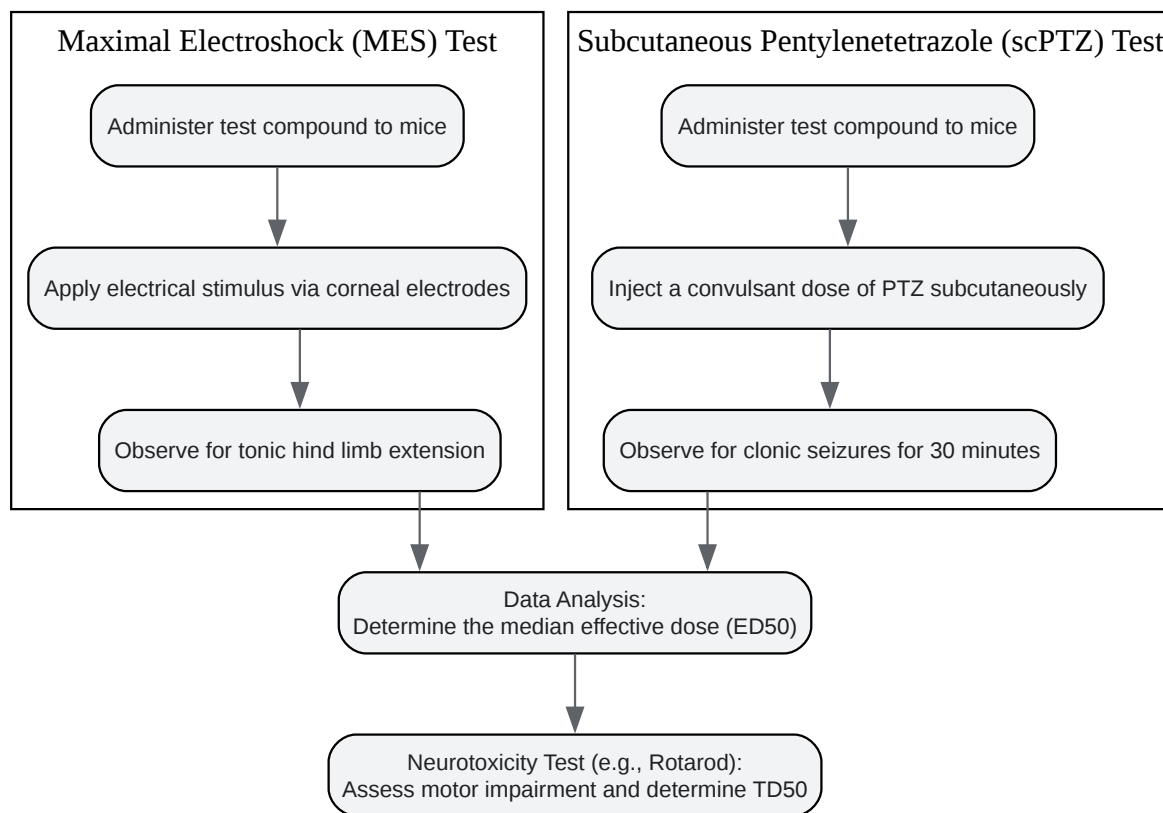 Maximal Electroshock (MES) Test
Administer test compound to mice
Apply electrical stimulus via corneal electrodes
Observe for tonic hind limb extension
Subcutaneous Pentylenetetrazole (scPTZ) Test
Administer test compound to mice
Inject a convulsant dose of PTZ subcutaneously
Observe for clonic seizures for 30 minutes
Data Analysis:
Determine the median effective dose (ED50)
Neurotoxicity Test (e.g., Rotarod):
Assess motor impairment and determine TD50